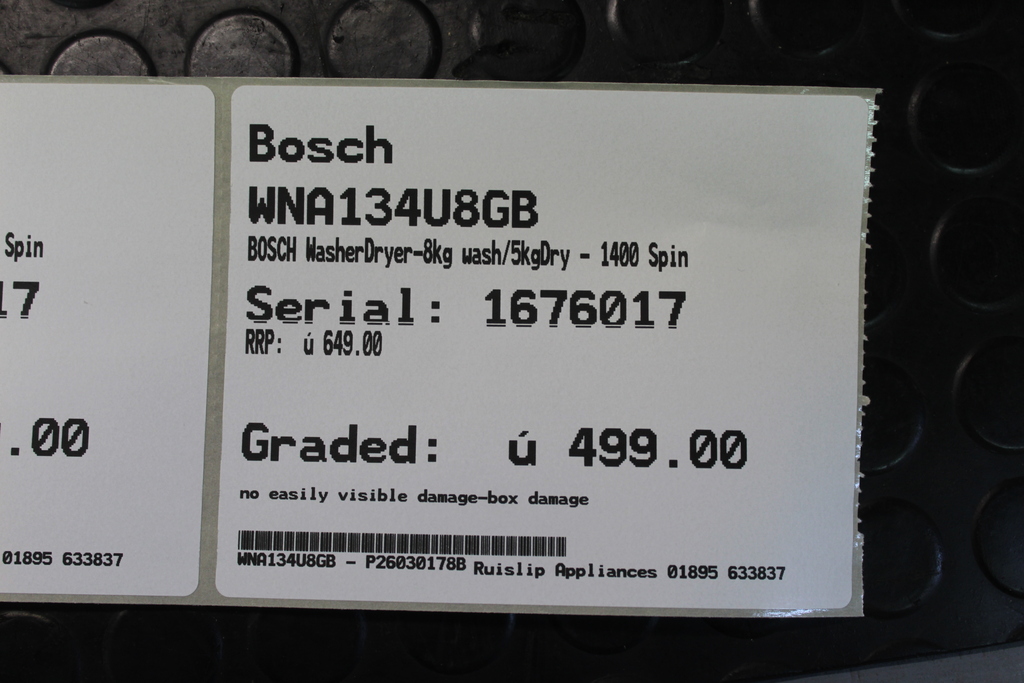 Bosch
WNA134U8GB
BOSCH WasherDryer-8kg wash/5kgDry - 1400 Spin
Serial: 1676017
RRP: ú 649.00
Graded: ú 499.00
no easily visible damage-box damage
WNA134U8GB - P26030178B
Ruislip Appliances 01895 633837
Spin
17
.00
01895 633837